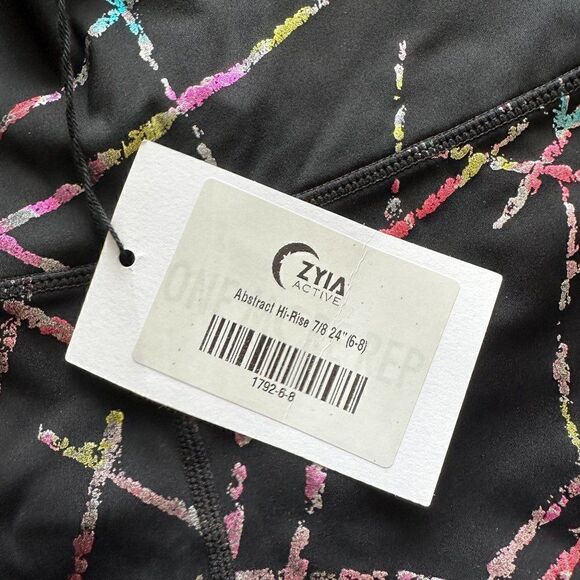 ZYIA
ACTIVE
Abstract Hi-Rise 7/8 24"(6-8)
1792-6-8